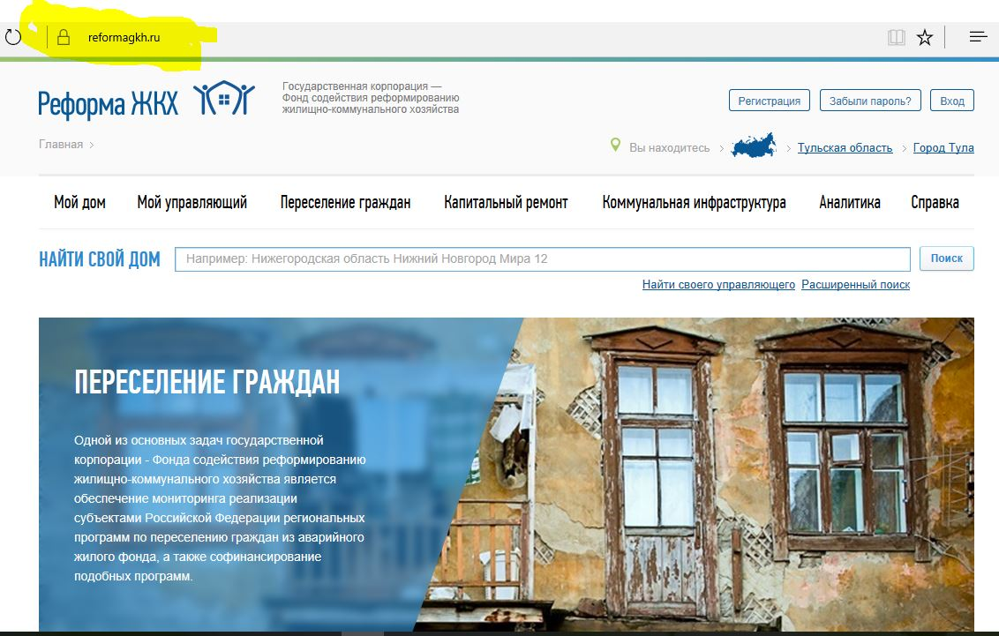 reformagkh.ru
Реформа ЖКХ
Государственная корпорация —
Фонд содействия реформированию
жилищно-коммунального хозяйства
Регистрация
Забыли пароль?
Вход
Главная
Вы находитесь
Тульская область
Город Тула
Мой дом
Мой управляющий
Переселение граждан
Капитальный ремонт
Коммунальная инфраструктура
Аналитика
Справка
НАЙТИ СВОЙ ДОМ
Например: Нижегородская область Нижний Новгород Мира 12
Поиск
Найти своего управляющего
Расширенный поиск
ПЕРЕСЕЛЕНИЕ ГРАЖДАН
Одной из основных задач государственной
корпорации - Фонда содействия реформированию
жилищно-коммунального хозяйства является
обеспечение мониторинга реализации
субъектами Российской Федерации региональных
программ по переселению граждан из аварийного
жилого фонда, а также софинансирование
подобных программ.